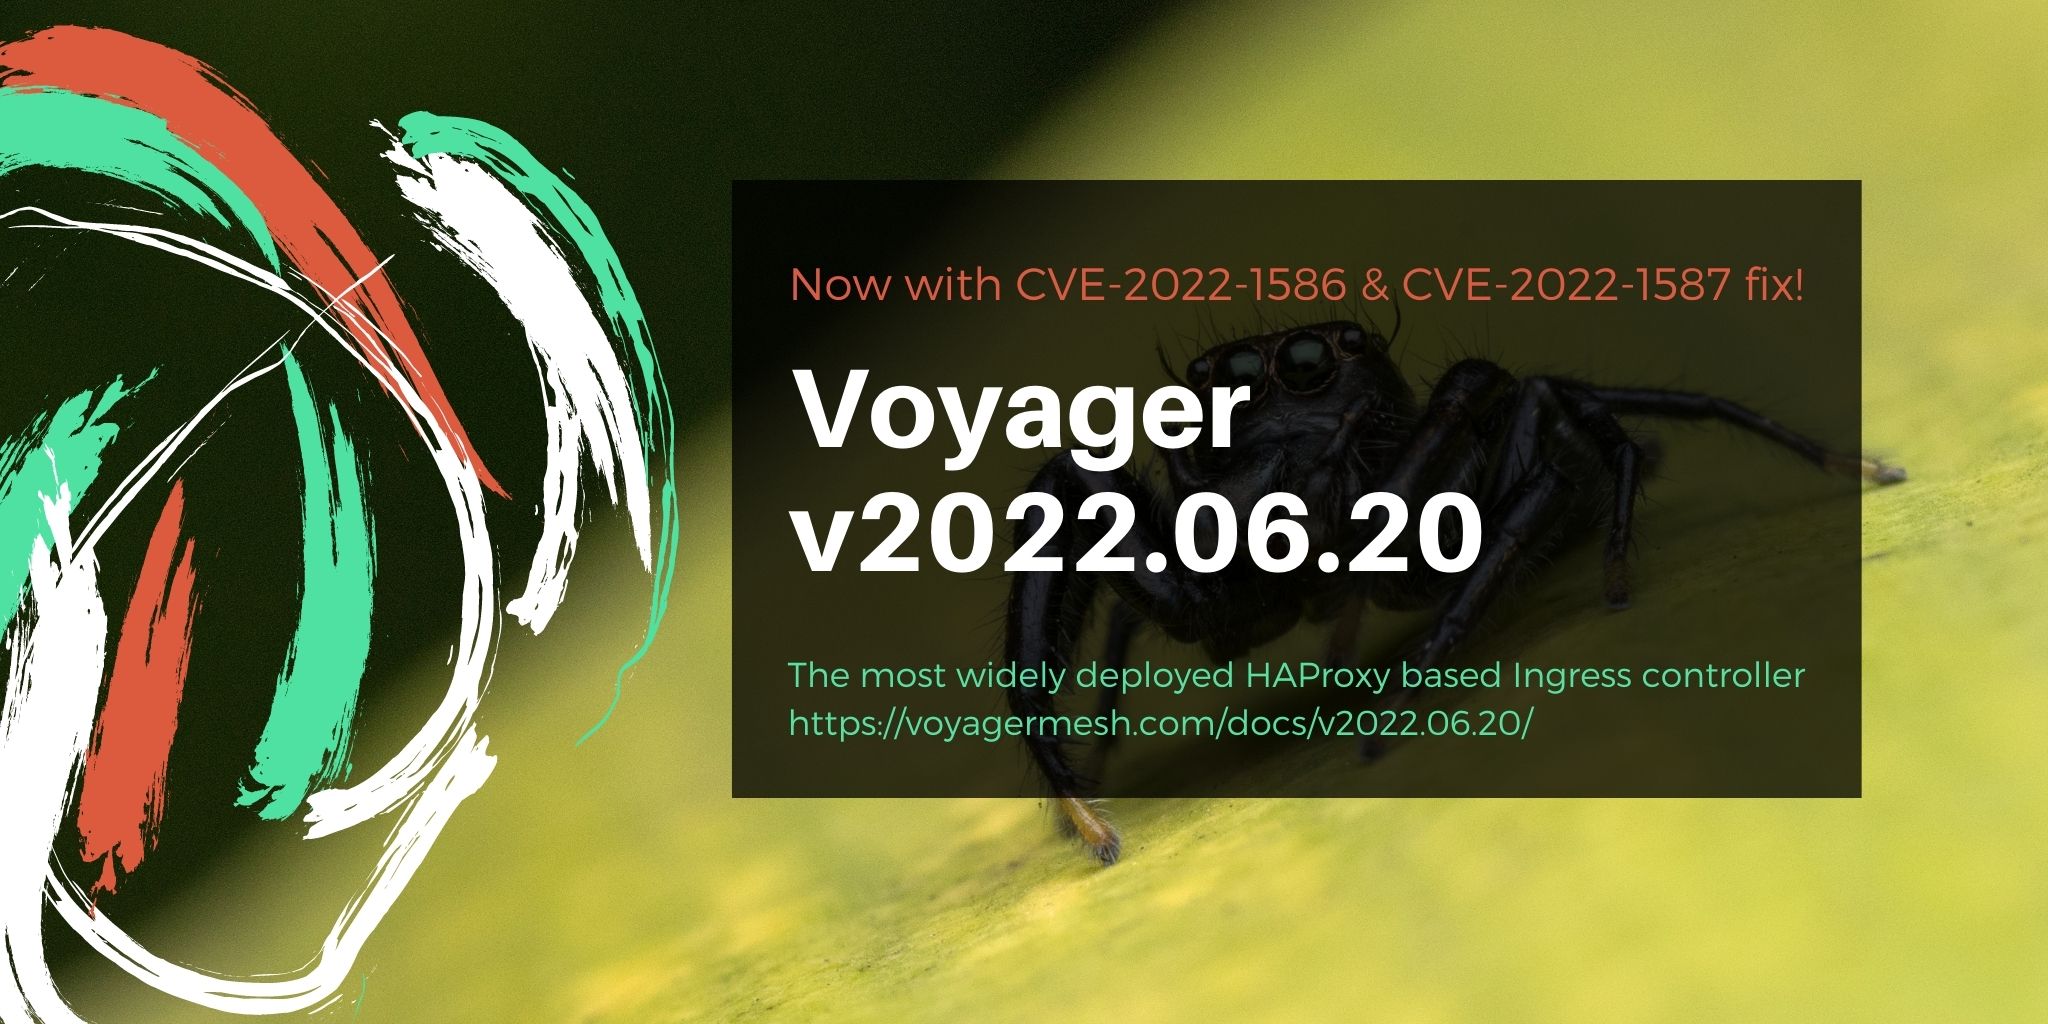 Now with CVE-2022-1586 & CVE-2022-1587 fix!
Voyager
v2022.06.20
The most widely deployed HAProxy based Ingress controller
https://voyagermesh.com/docs/v2022.06.20/